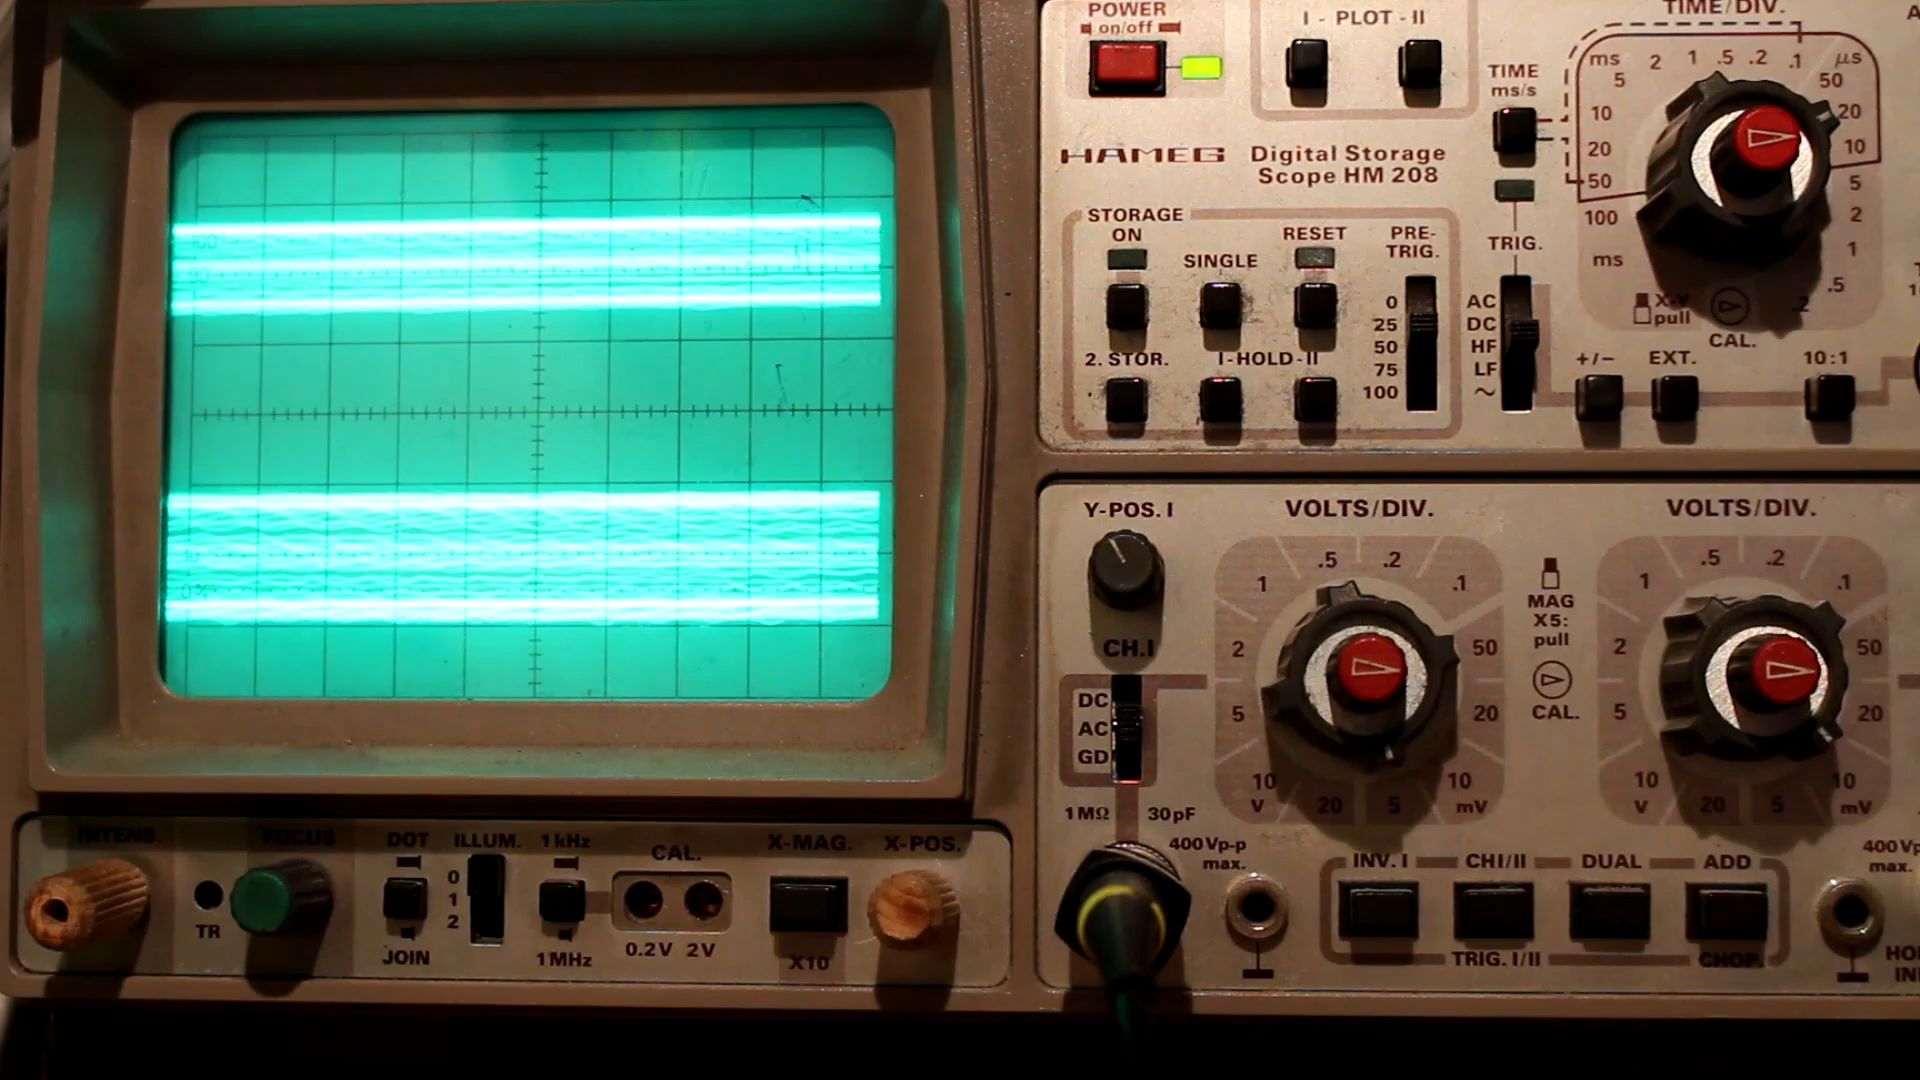 POWER
on/off
I - PLOT - II
TIME/DIV.
TIME
ms/s
ms
5
2
1
.5
.2
.1
µs
50
20
10
5
2
1
.5
.2
10
20
50
100
ms
X-Y
pull
CAL.
HAMEG
Digital Storage
Scope HM 208
STORAGE
ON
SINGLE
RESET
PRE-
TRIG.
0
25
50
75
100
2. STOR.
I-HOLD-II
TRIG.
AC
DC
HF
LF
~
+/−
EXT.
10:1
Y-POS. I
CH.I
DC
AC
GD
1MΩ
30pF
400Vp-p
max.
VOLTS/DIV.
.5
.2
1
.1
2
50
5
20
10
V
20
5
10
mV
MAG
X5:
pull
CAL.
VOLTS/DIV.
.5
.2
1
.1
2
50
5
20
10
V
20
5
10
mV
INV. I
CHI/II
DUAL
ADD
TRIG. I/II
CHOP.
400Vp
max.
INTENS.
TR
FOCUS
DOT
JOIN
ILLUM.
0
1
2
1kHz
1MHz
CAL.
0.2V 2V
X-MAG.
X10
X-POS.